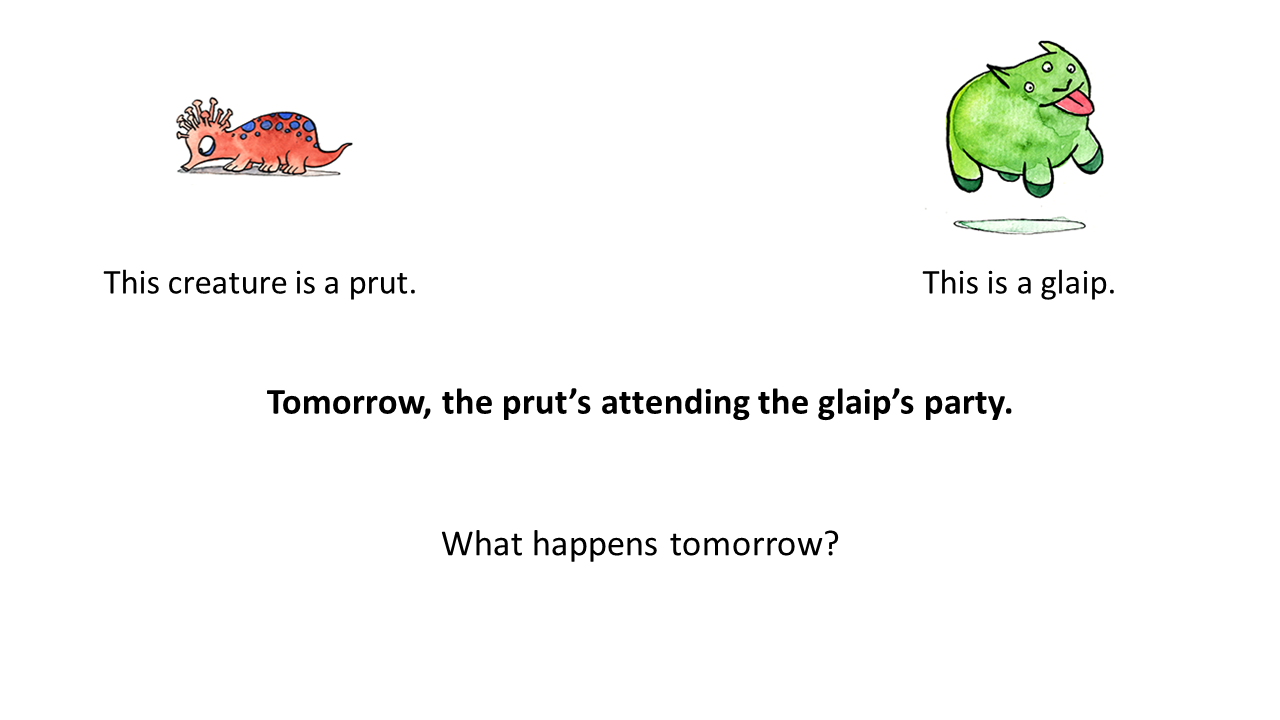 This creature is a prut.
This is a glaip.
Tomorrow, the prut’s attending the glaip’s party.
What happens tomorrow?